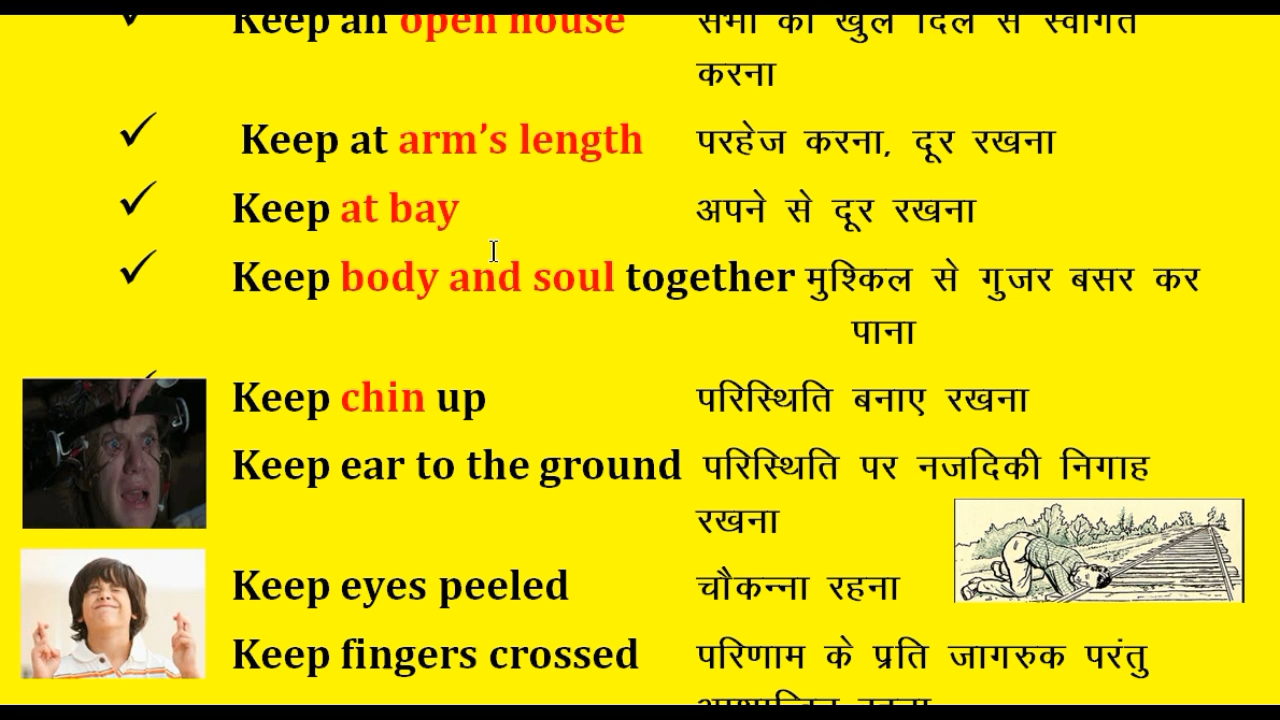 Keep an open house सभी का खुले दिल से स्वागत
करना
Keep at arm’s length परहेज करना, दूर रखना
Keep at bay अपने से दूर रखना
Keep body and soul together मुश्किल से गुजर बसर कर
पाना
Keep chin up परिस्थिति बनाए रखना
Keep ear to the ground परिस्थिति पर नजदिकी निगाह
रखना
Keep eyes peeled चौकन्ना रहना
Keep fingers crossed परिणाम के प्रति जागरुक परंतु